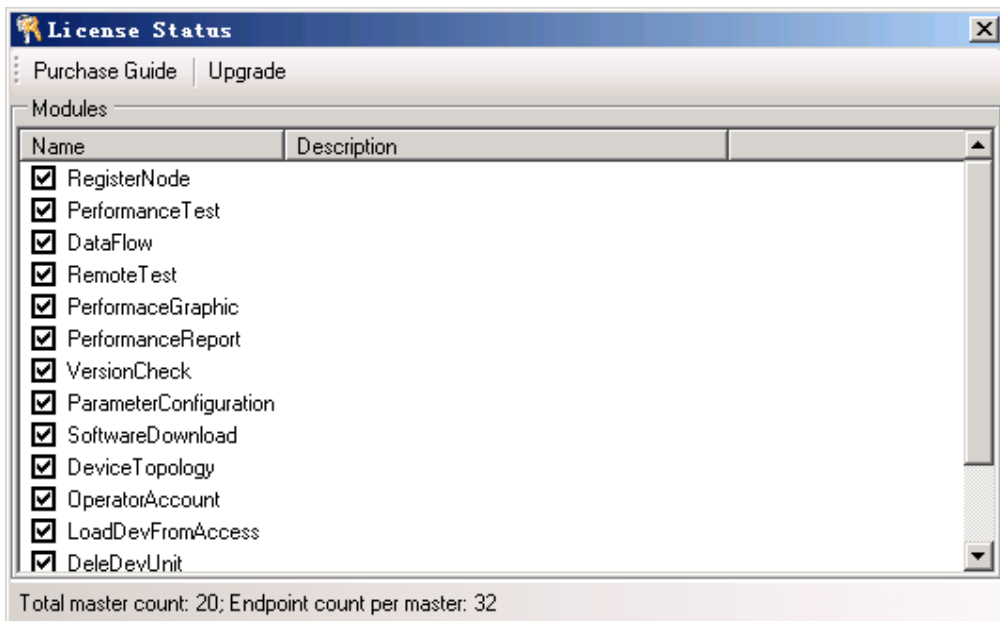 License Status
Purchase Guide Upgrade
Modules
Name Description
RegisterNode
PerformanceTest
DataFlow
RemoteTest
PerformaceGraphic
PerformanceReport
VersionCheck
ParameterConfiguration
SoftwareDownload
DeviceTopology
OperatorAccount
LoadDevFromAccess
DeleDevUnit
Total master count: 20; Endpoint count per master: 32